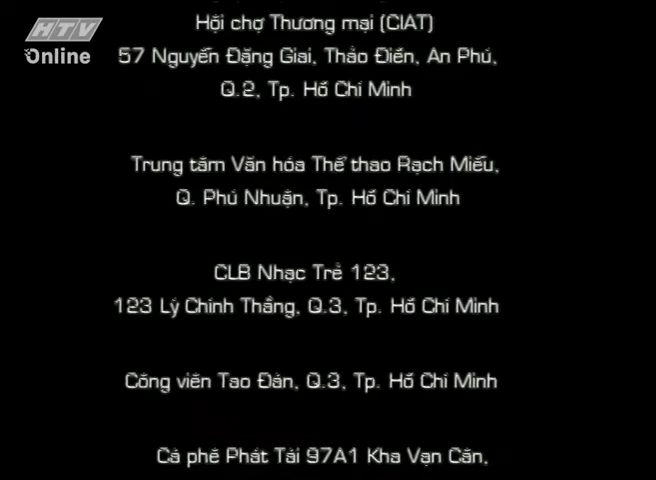 HTV
Online
Hội chợ Thương mại (CIAT)
57 Nguyễn Đặng Giai, Thảo Điền, An Phú,
Q.2, Tp. Hồ Chí Minh
Trung tâm Văn hóa Thể thao Rạch Miễu,
Q. Phú Nhuận, Tp. Hồ Chí Minh
CLB Nhạc Trẻ 123,
123 Lý Chính Thắng, Q.3, Tp. Hồ Chí Minh
Công viên Tao Đàn, Q.3, Tp. Hồ Chí Minh
Cà phê Phát Tài 97A1 Kha Vạn Cân,